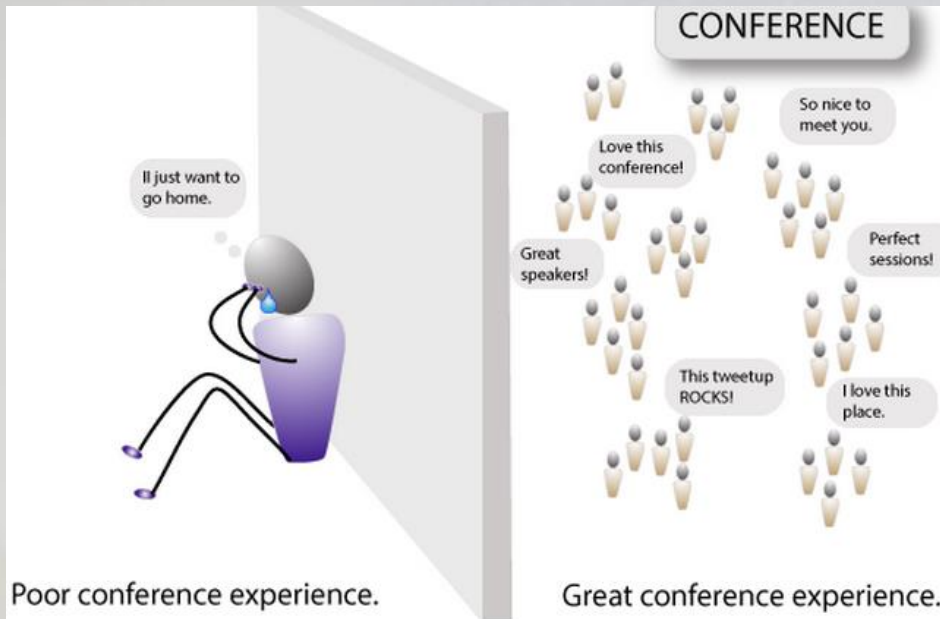 CONFERENCE
So nice to
meet you.
Love this
conference!
Il just want to
go home.
Great
speakers!
Perfect
sessions!
This tweetup
ROCKS!
I love this
place.
Poor conference experience.
Great conference experience.